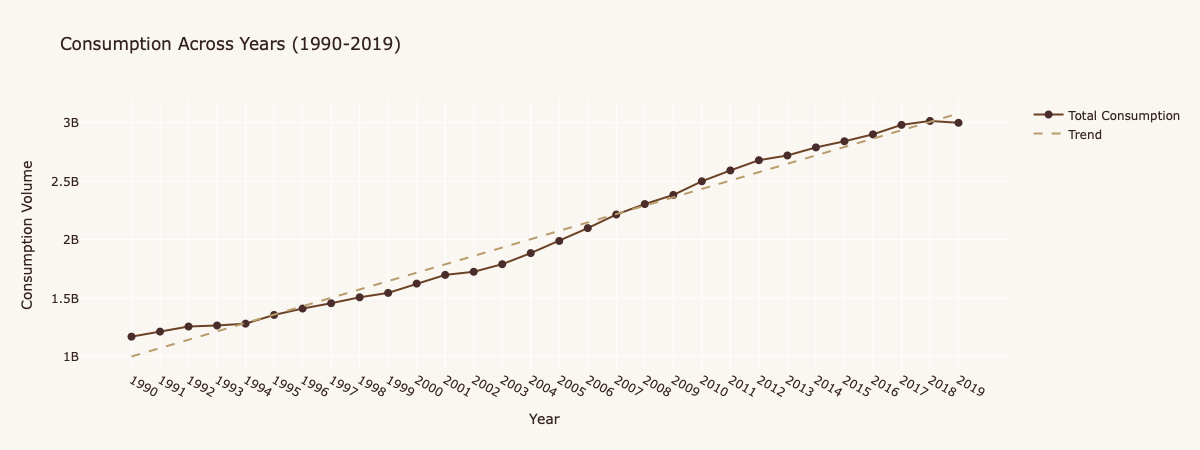 Consumption Across Years (1990-2019)
Total Consumption
Trend
Consumption Volume
3B
2.5B
2B
1.5B
1B
1990 1991 1992 1993 1994 1995 1996 1997 1998 1999 2000 2001 2002 2003 2004 2005 2006 2007 2008 2009 2010 2011 2012 2013 2014 2015 2016 2017 2018 2019
Year